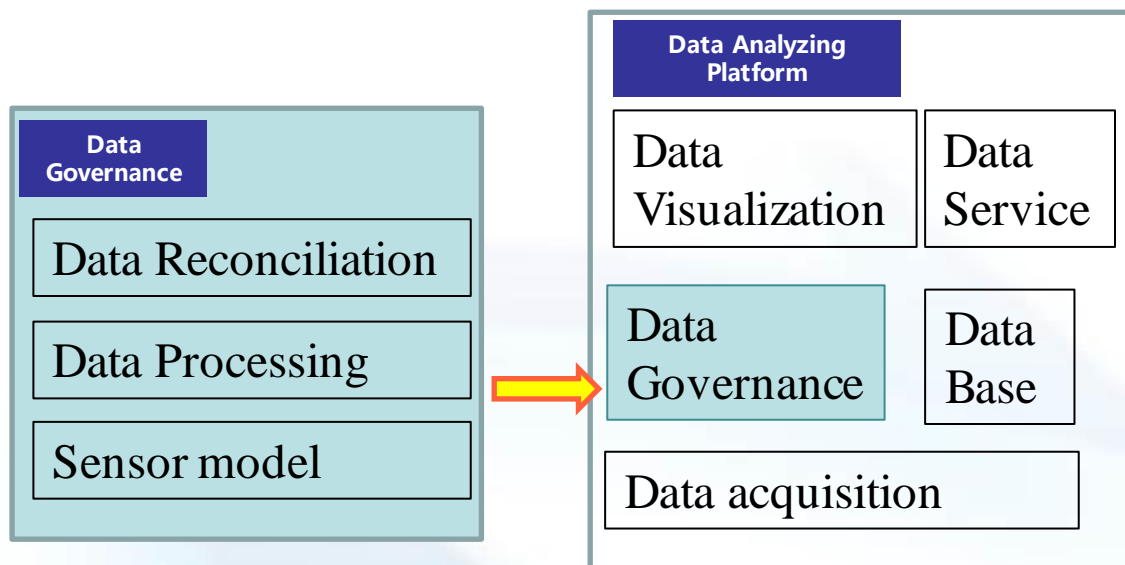 Data
Governance
Data Reconciliation
Data Processing
Sensor model
Data Analyzing
Platform
Data
Visualization
Data
Service
Data
Governance
Data
Base
Data acquisition